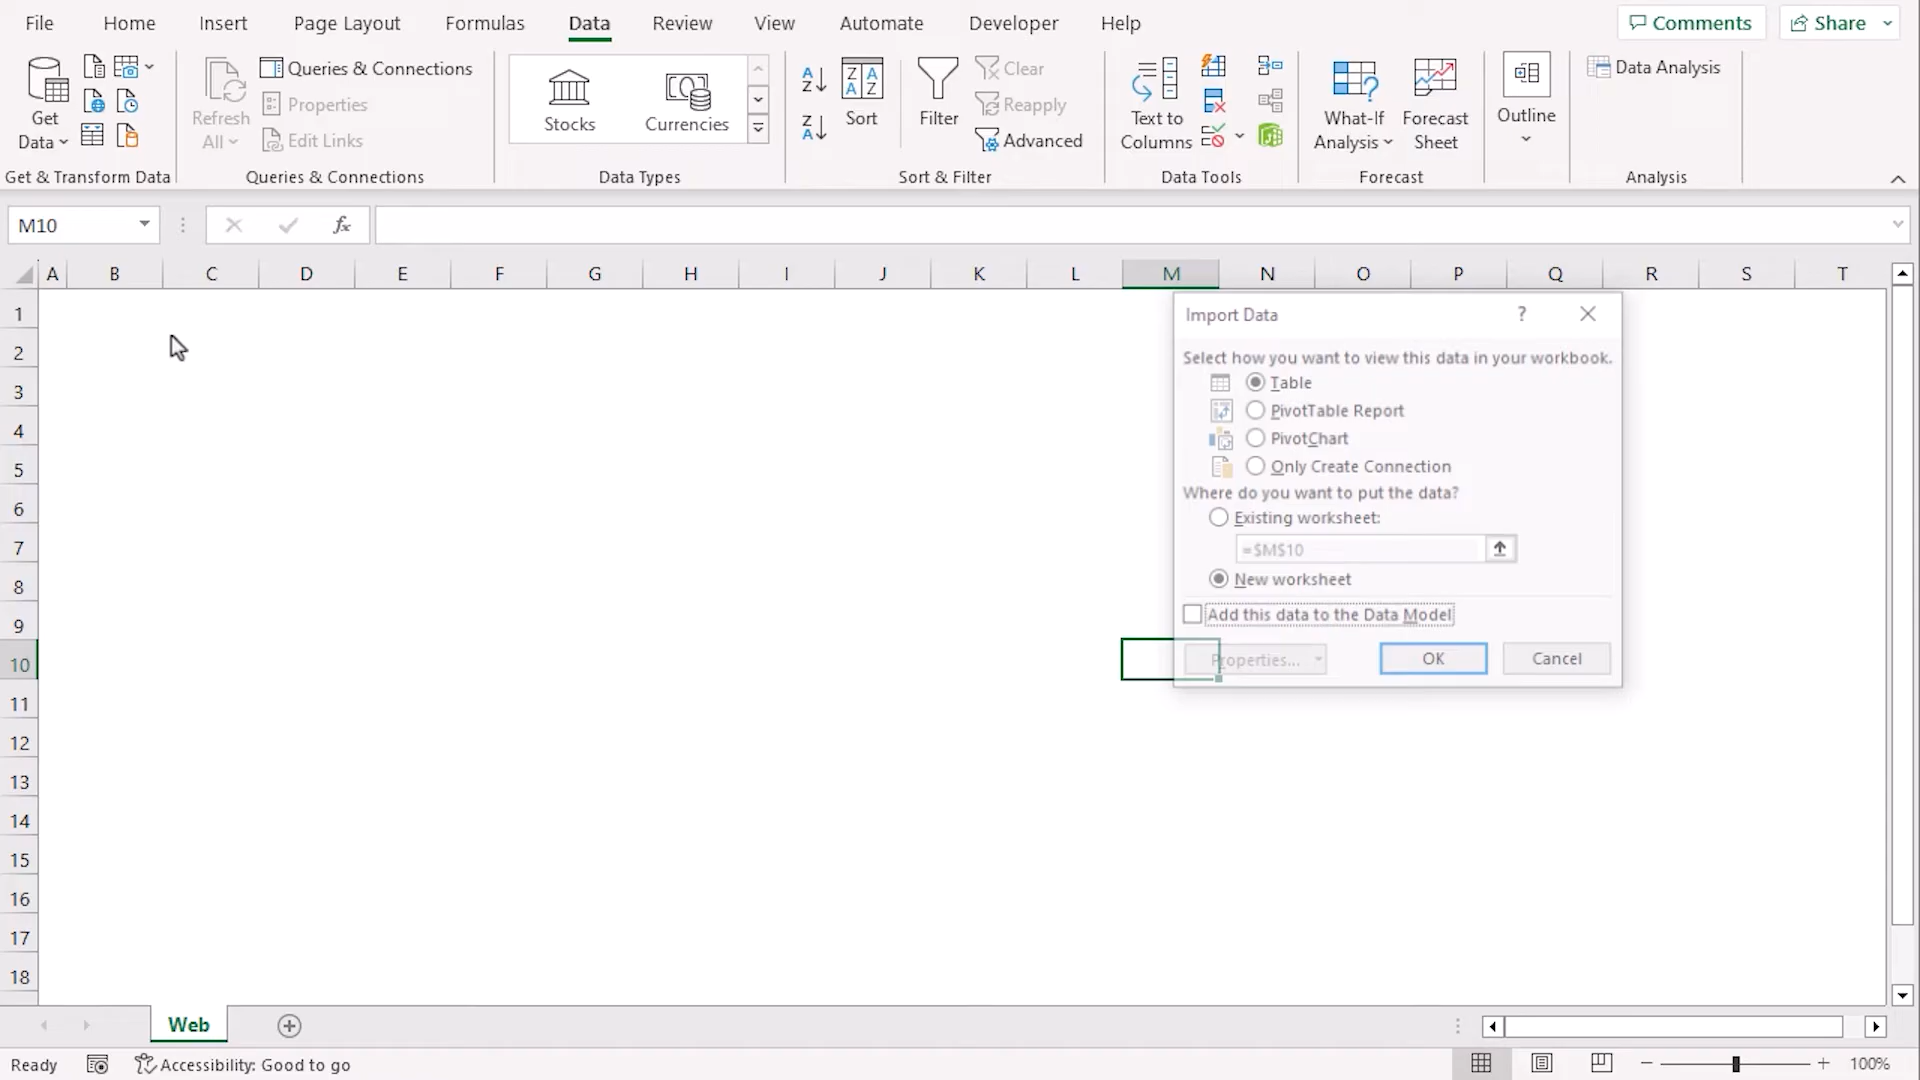 File Home Insert Page Layout Formulas Data Review View Automate Developer Help Comments Share
Get Data
Refresh All
Queries & Connections
Properties
Edit Links
Stocks
Currencies
A Z
Z A
Z A A Z
Sort
Filter
Clear
Reapply
Advanced
Text to Columns
What-If Analysis
Forecast Sheet
Outline
Data Analysis
Get & Transform Data Queries & Connections Data Types Sort & Filter Data Tools Forecast Analysis
M10 fx
A B C D E F G H I J K L M N O P Q R S T
1
2
3
4
5
6
7
8
9
10
11
12
13
14
15
16
17
18
Import Data ?
Select how you want to view this data in your workbook.
Table
PivotTable Report
PivotChart
Only Create Connection
Where do you want to put the data?
Existing worksheet:
=$M$10
New worksheet
Add this data to the Data Model
Properties... OK Cancel
Web
Ready Accessibility: Good to go 100%